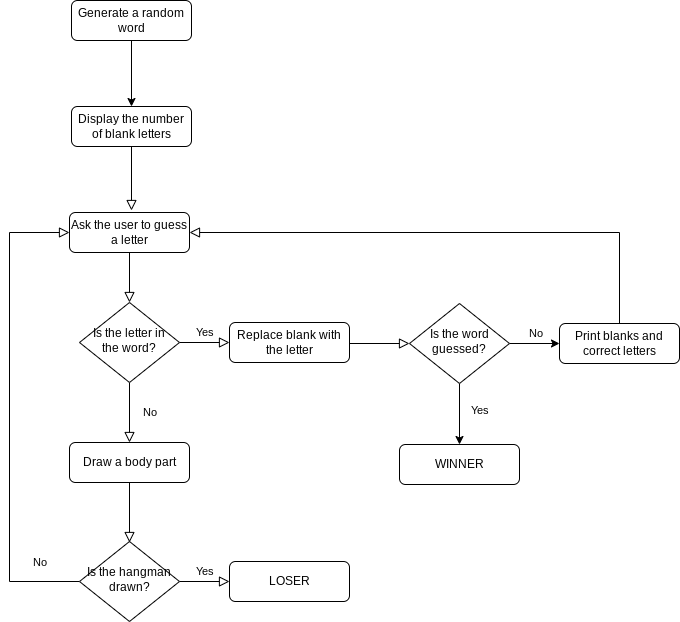 Generate a random
word
Display the number
of blank letters
Ask the user to guess
a letter
Is the letter in
the word?
Yes
Replace blank with
the letter
Is the word
guessed?
No
Print blanks and
correct letters
No
Yes
Draw a body part
WINNER
No
Is the hangman
drawn?
Yes
LOSER